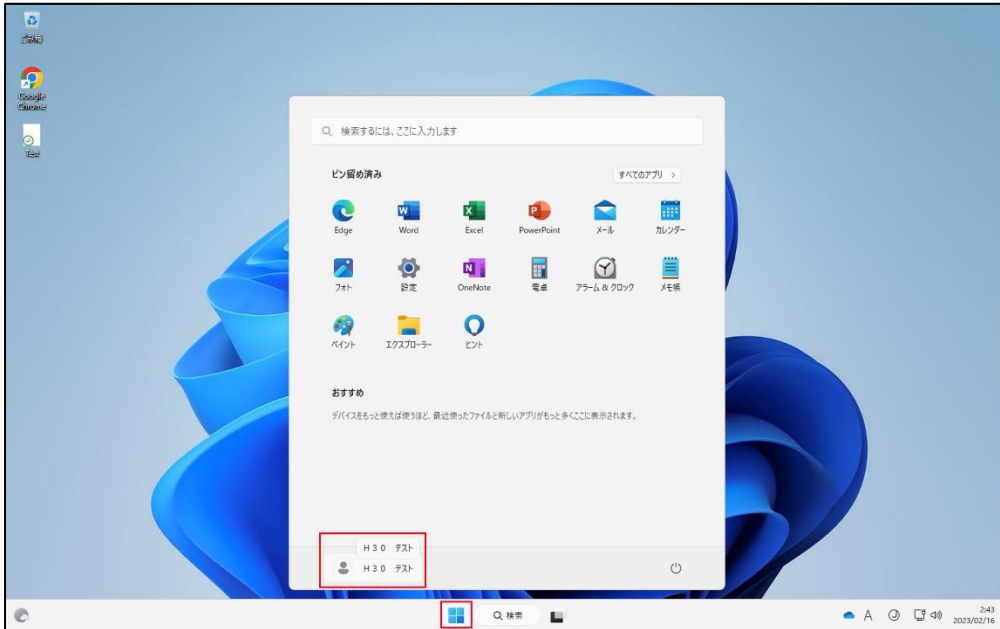 ごみ箱
Google
Chrome
Test
検索するには、ここに入力します
ピン留め済み
すべてのアプリ >
Edge
Word
Excel
PowerPoint
メール
カレンダー
フォト
設定
OneNote
電卓
アラーム & クロック
メモ帳
ペイント
エクスプローラー
ヒント
おすすめ
デバイスをもっと使えば使うほど、最近使ったファイルと新しいアプリがもっと多くここに表示されます。
H30 テスト
H30 テスト
検索
A
2:43
2023/02/16